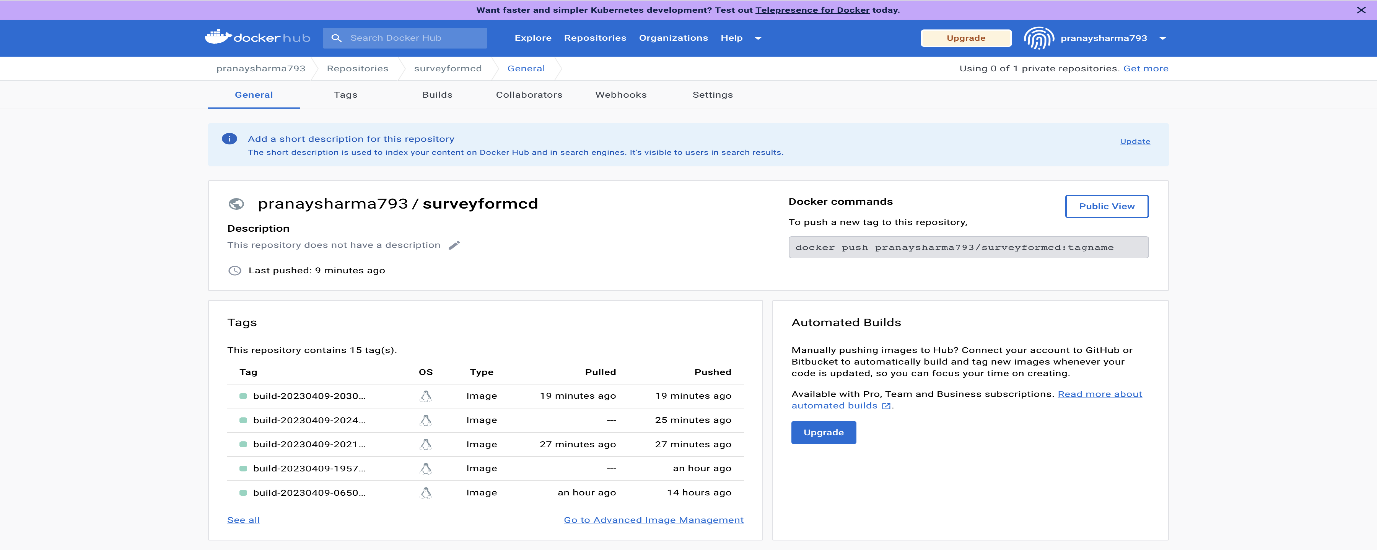 Want faster and simpler Kubernetes development? Test out Telepresence for Docker today.
dockerhub Search Docker Hub Explore Repositories Organizations Help Upgrade pranaysharma793
pranaysharma793 Repositories surveyformcd General Using 0 of 1 private repositories. Get more
General Tags Builds Collaborators Webhooks Settings
Add a short description for this repository
The short description is used to index your content on Docker Hub and in search engines. It's visible to users in search results.
Update
pranaysharma793 / surveyformcd
Description
This repository does not have a description
Last pushed: 9 minutes ago
Docker commands
Public View
To push a new tag to this repository,
docker push pranaysharma793/surveyformcd:tagname
Tags
This repository contains 15 tag(s).
Tag OS Type Pulled Pushed
build-20230409-2030... Image 19 minutes ago 19 minutes ago
build-20230409-2024... Image --- 25 minutes ago
build-20230409-2021... Image 27 minutes ago 27 minutes ago
build-20230409-1957... Image --- an hour ago
build-20230409-0650... Image an hour ago 14 hours ago
See all Go to Advanced Image Management
Automated Builds
Manually pushing images to Hub? Connect your account to GitHub or
Bitbucket to automatically build and tag new images whenever your
code is updated, so you can focus your time on creating.
Available with Pro, Team and Business subscriptions. Read more about
automated builds.
Upgrade